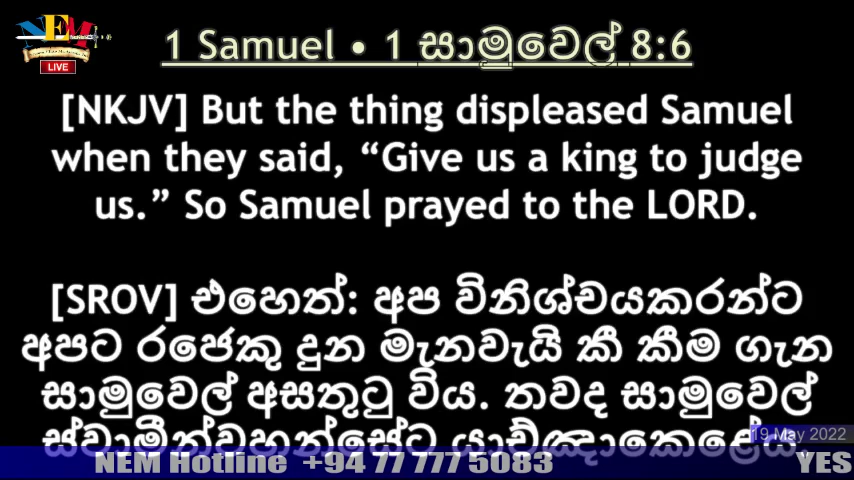 NEM
LIVE
1 Samuel • 1 සාමුවෙල් 8:6
[NKJV] But the thing displeased Samuel
when they said, “Give us a king to judge
us.” So Samuel prayed to the LORD.
[SROV] එහෙත්: අප විනිශ්චයකරන්ට
අපට රජෙකු දුන මැනවැයි කී කීම ගැන
සාමුවෙල් අසතුටු විය. තවද සාමුවෙල්
ස්වාමීන්වහන්සේට යාච්ඤාකෙළේය.
19 May 2022
NEM Hotline +94 77 777 5083
YES